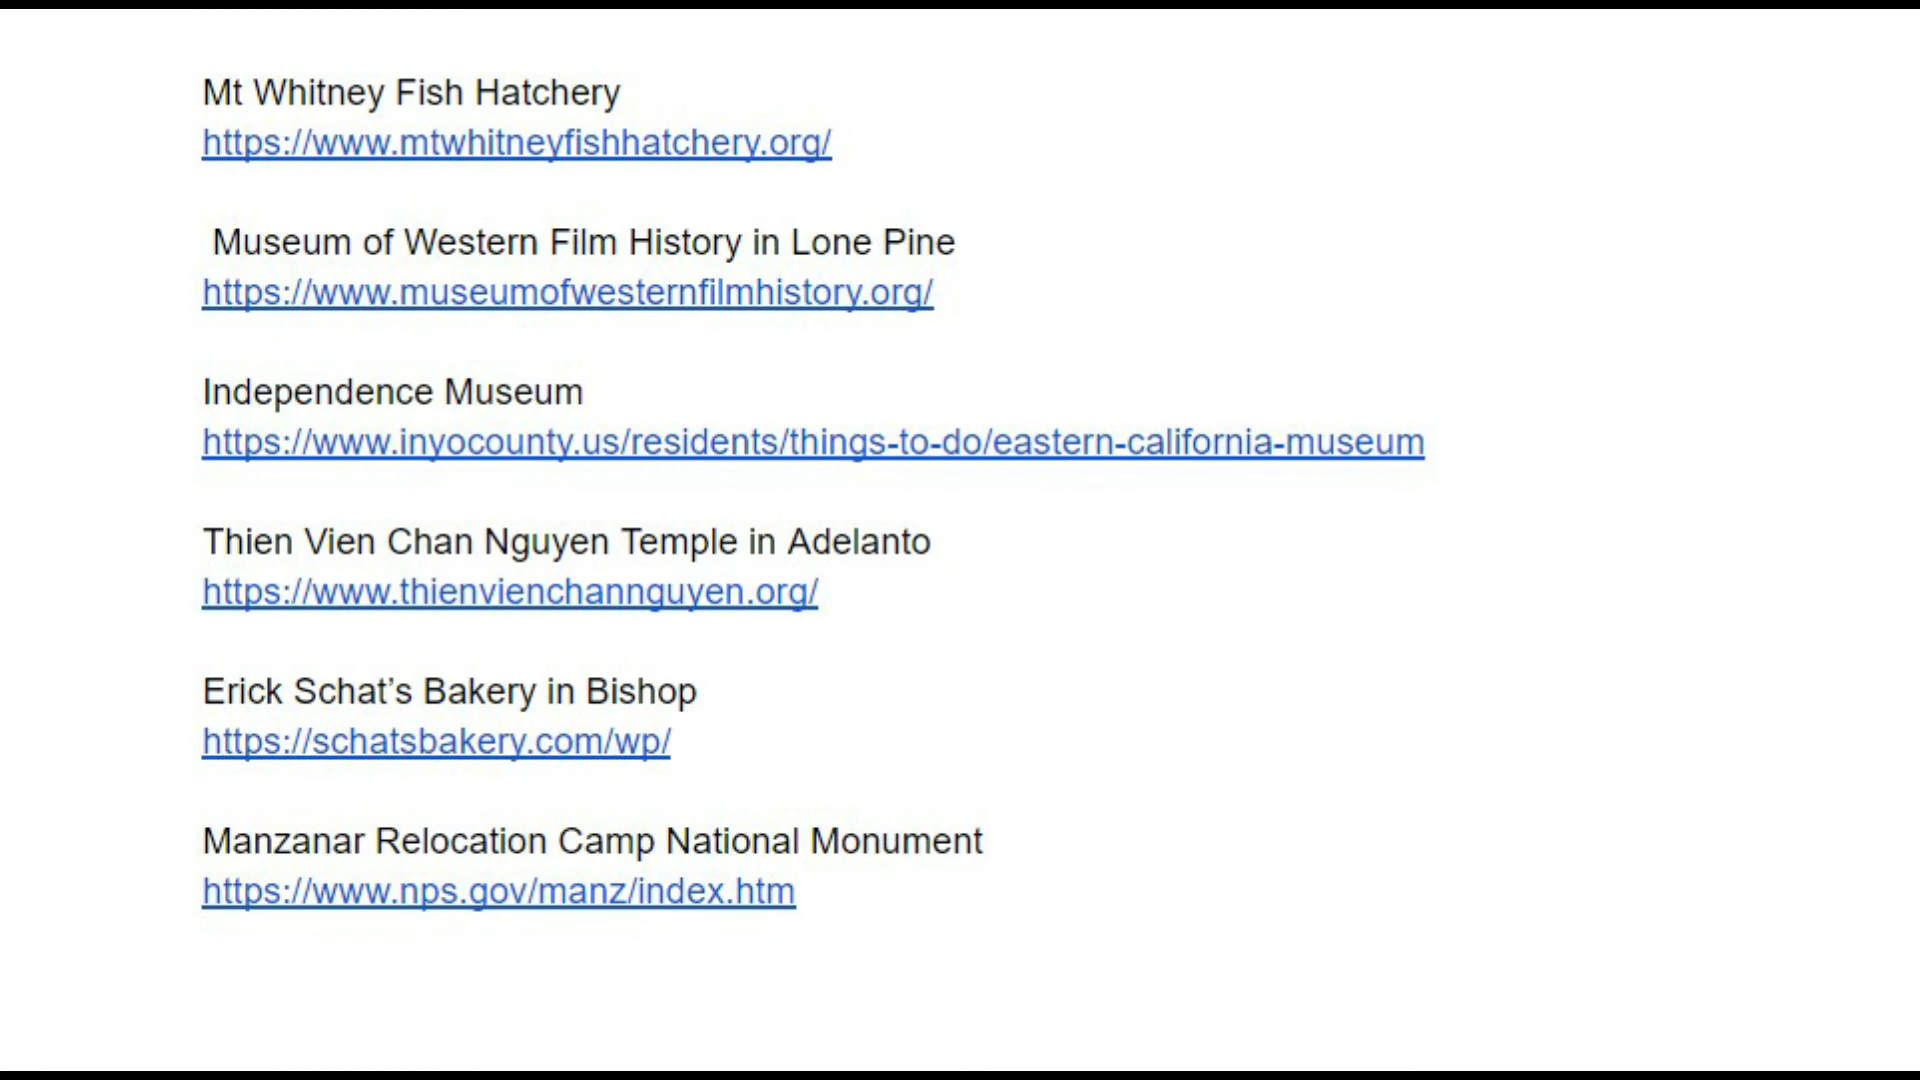 Mt Whitney Fish Hatchery
https://www.mtwhitneyfishhatchery.org/
Museum of Western Film History in Lone Pine
https://www.museumofwesternfilmhistory.org/
Independence Museum
https://www.inyocounty.us/residents/things-to-do/eastern-california-museum
Thien Vien Chan Nguyen Temple in Adelanto
https://www.thienvienchannguyen.org/
Erick Schat’s Bakery in Bishop
https://schatsbakery.com/wp/
Manzanar Relocation Camp National Monument
https://www.nps.gov/manz/index.htm